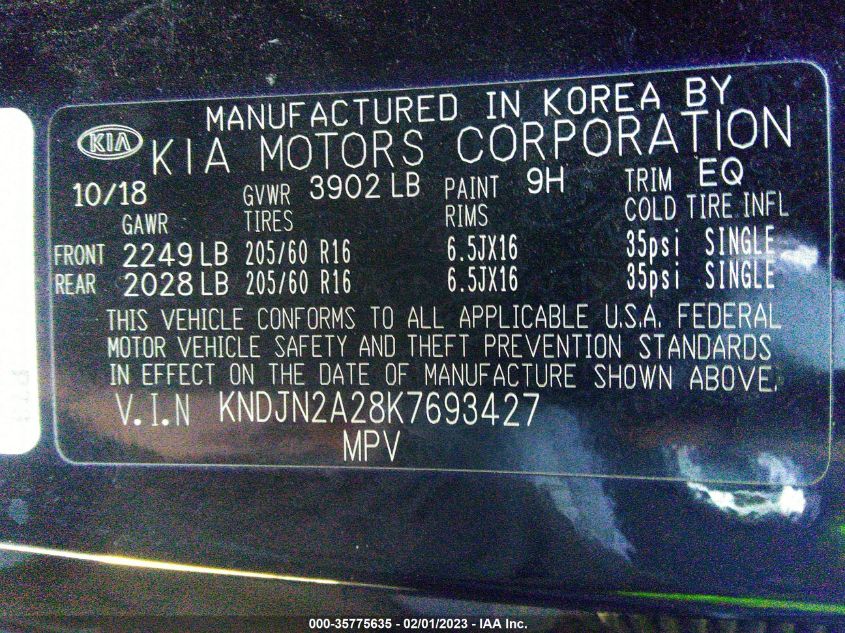 MANUFACTURED IN KOREA BY
KIA KIA MOTORS CORPORATION
10/18 GVWR 3902 LB PAINT 9H TRIM EQ
GAWR TIRES RIMS COLD TIRE INFL
FRONT 2249 LB 205/60 R16 6.5JX16 35psi SINGLE
REAR 2028 LB 205/60 R16 6.5JX16 35psi SINGLE
THIS VEHICLE CONFORMS TO ALL APPLICABLE U.S.A. FEDERAL
MOTOR VEHICLE SAFETY AND THEFT PREVENTION STANDARDS
IN EFFECT ON THE DATE OF MANUFACTURE SHOWN ABOVE.
V.I.N KNDJN2A28K7693427
MPV
000-35775635 - 02/01/2023 - IAA Inc.